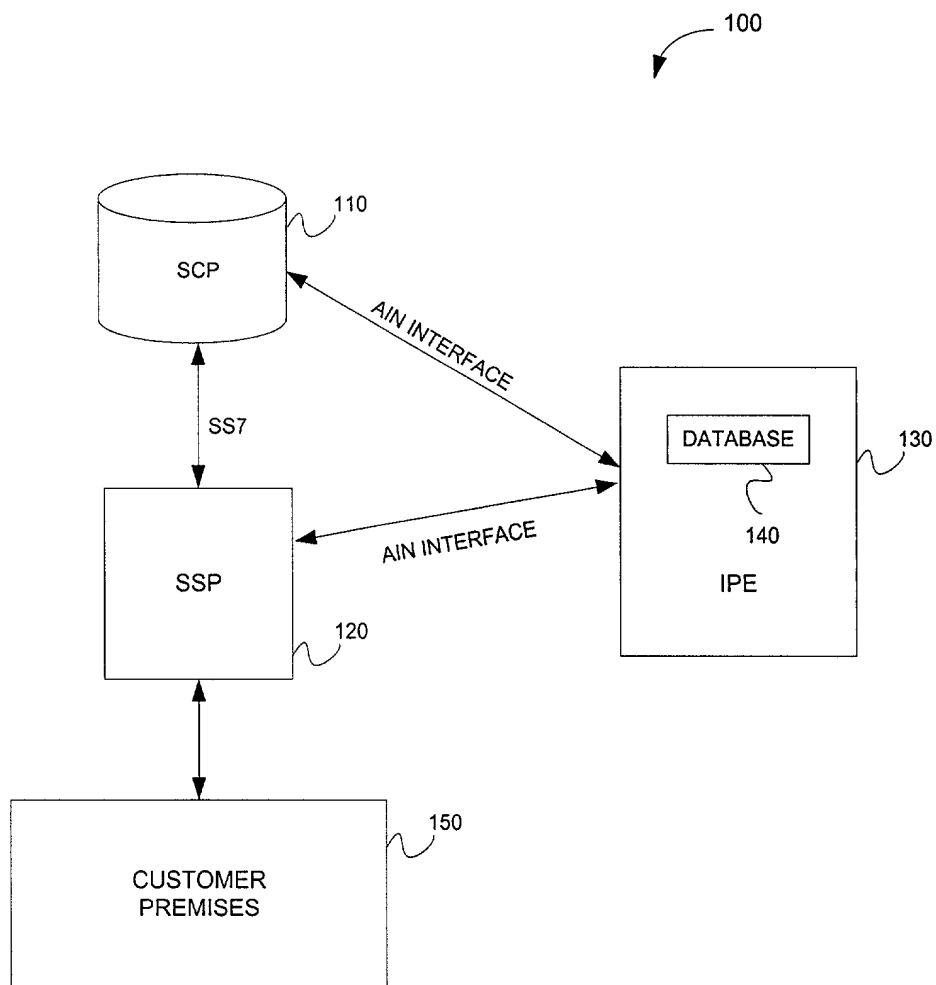 100
110
SCP
AIN INTERFACE
SS7
DATABASE
130
140
AIN INTERFACE
IPE
SSP
120
150
CUSTOMER
PREMISES